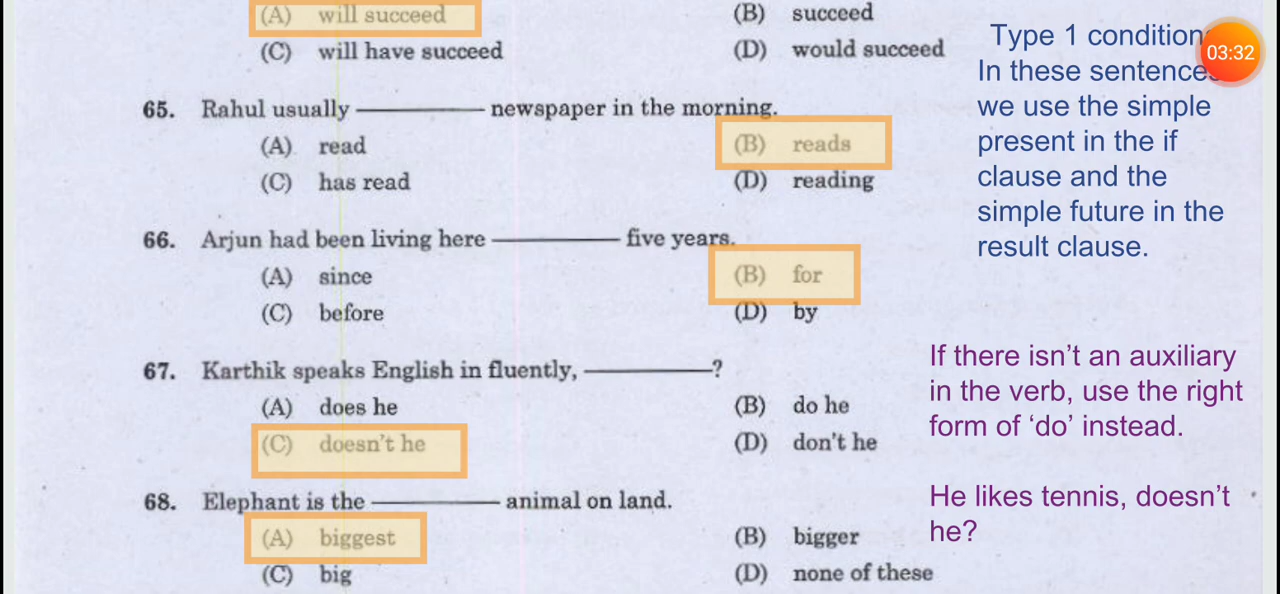 (A) will succeed
(B) succeed
(C) will have succeed
(D) would succeed
65. Rahul usually ———— newspaper in the morning.
(A) read
(B) reads
(C) has read
(D) reading
66. Arjun had been living here ———— five years.
(A) since
(B) for
(C) before
(D) by
67. Karthik speaks English in fluently, ————?
(A) does he
(B) do he
(C) doesn't he
(D) don't he
68. Elephant is the ———— animal on land.
(A) biggest
(B) bigger
(C) big
(D) none of these
Type 1 condition
03:32
In these sentences
we use the simple
present in the if
clause and the
simple future in the
result clause.
If there isn’t an auxiliary
in the verb, use the right
form of ‘do’ instead.
He likes tennis, doesn’t
he?